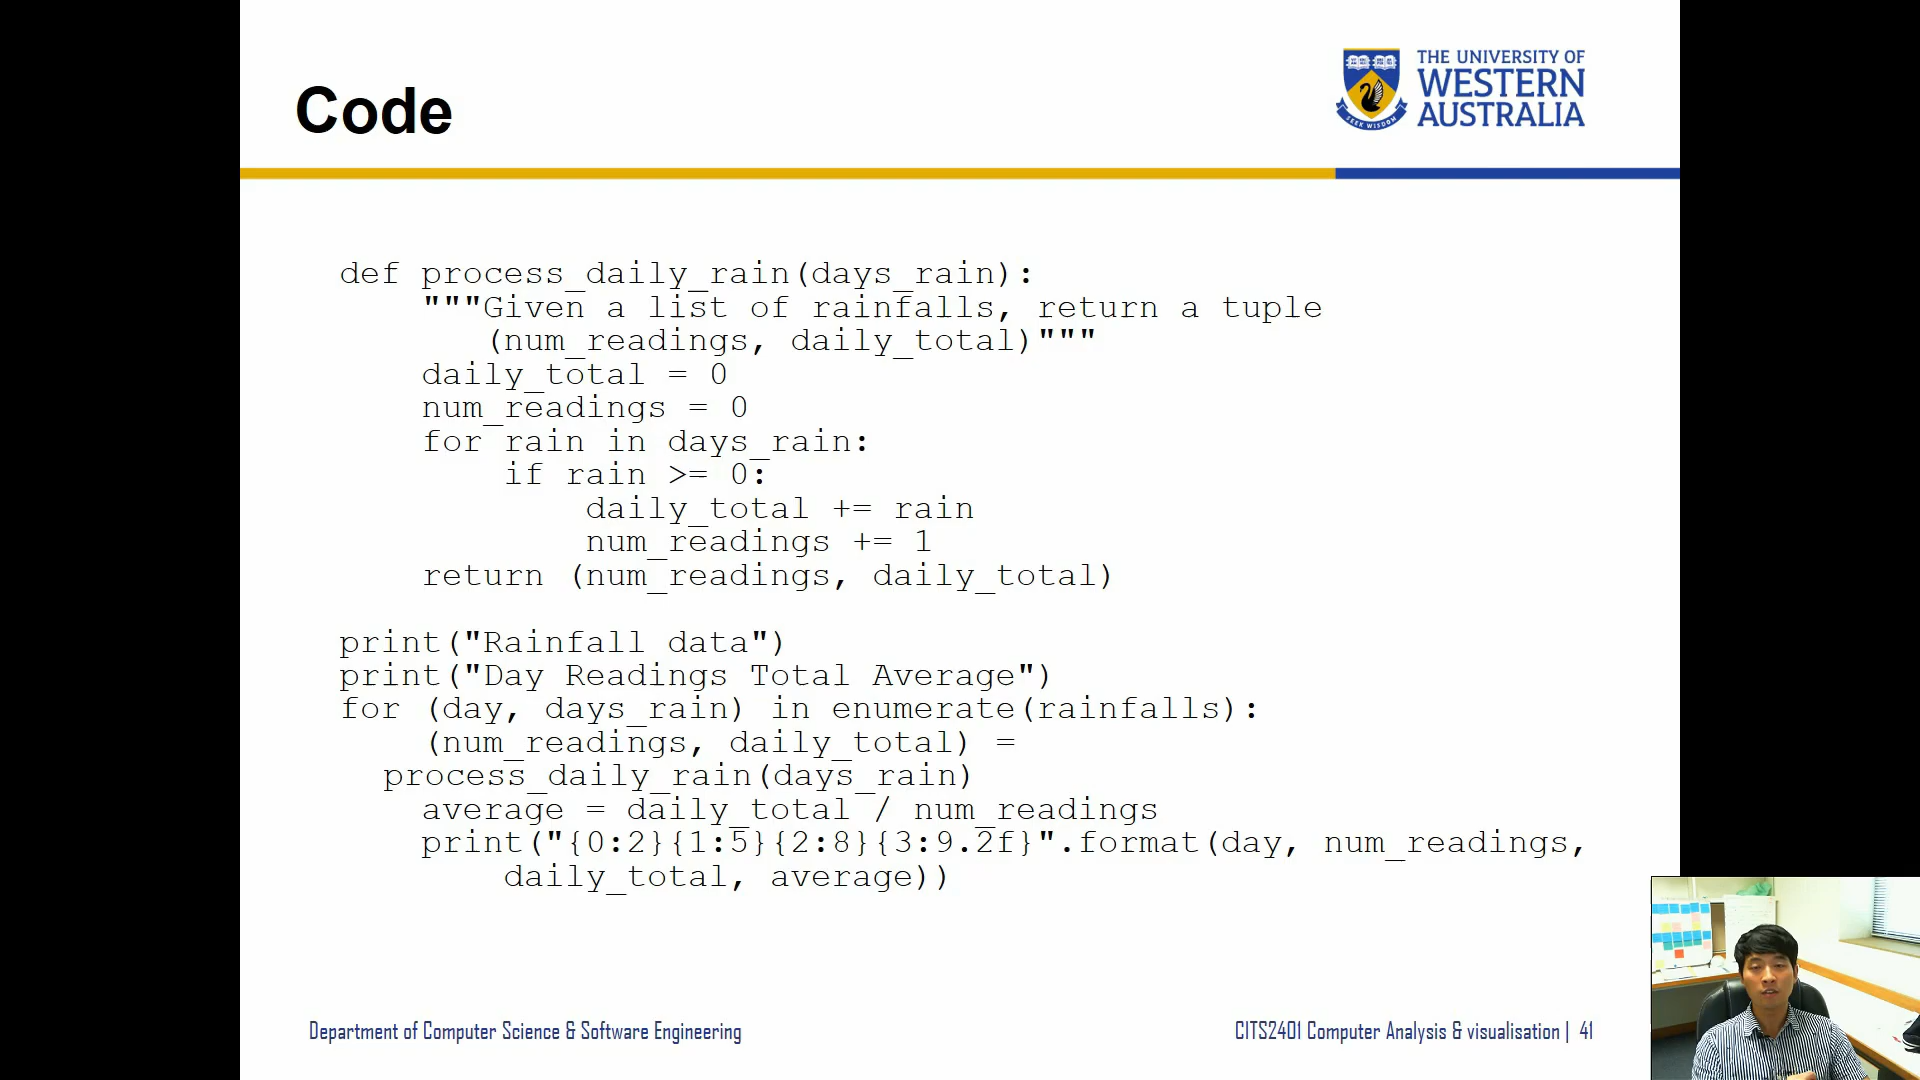 Code
THE UNIVERSITY OF
WESTERN
AUSTRALIA
SEEK WISDOM
def process_daily_rain(days_rain):
    """Given a list of rainfalls, return a tuple
       (num_readings, daily_total)"""
    daily_total = 0
    num_readings = 0
    for rain in days_rain:
        if rain >= 0:
            daily_total += rain
            num_readings += 1
    return (num_readings, daily_total)
print("Rainfall data")
print("Day Readings Total Average")
for (day, days_rain) in enumerate(rainfalls):
    (num_readings, daily_total) =
  process_daily_rain(days_rain)
    average = daily_total / num_readings
    print("{0:2}{1:5}{2:8}{3:9.2f}".format(day, num_readings,
        daily_total, average))
Department of Computer Science & Software Engineering
CITS2401 Computer Analysis & visualisation | 41